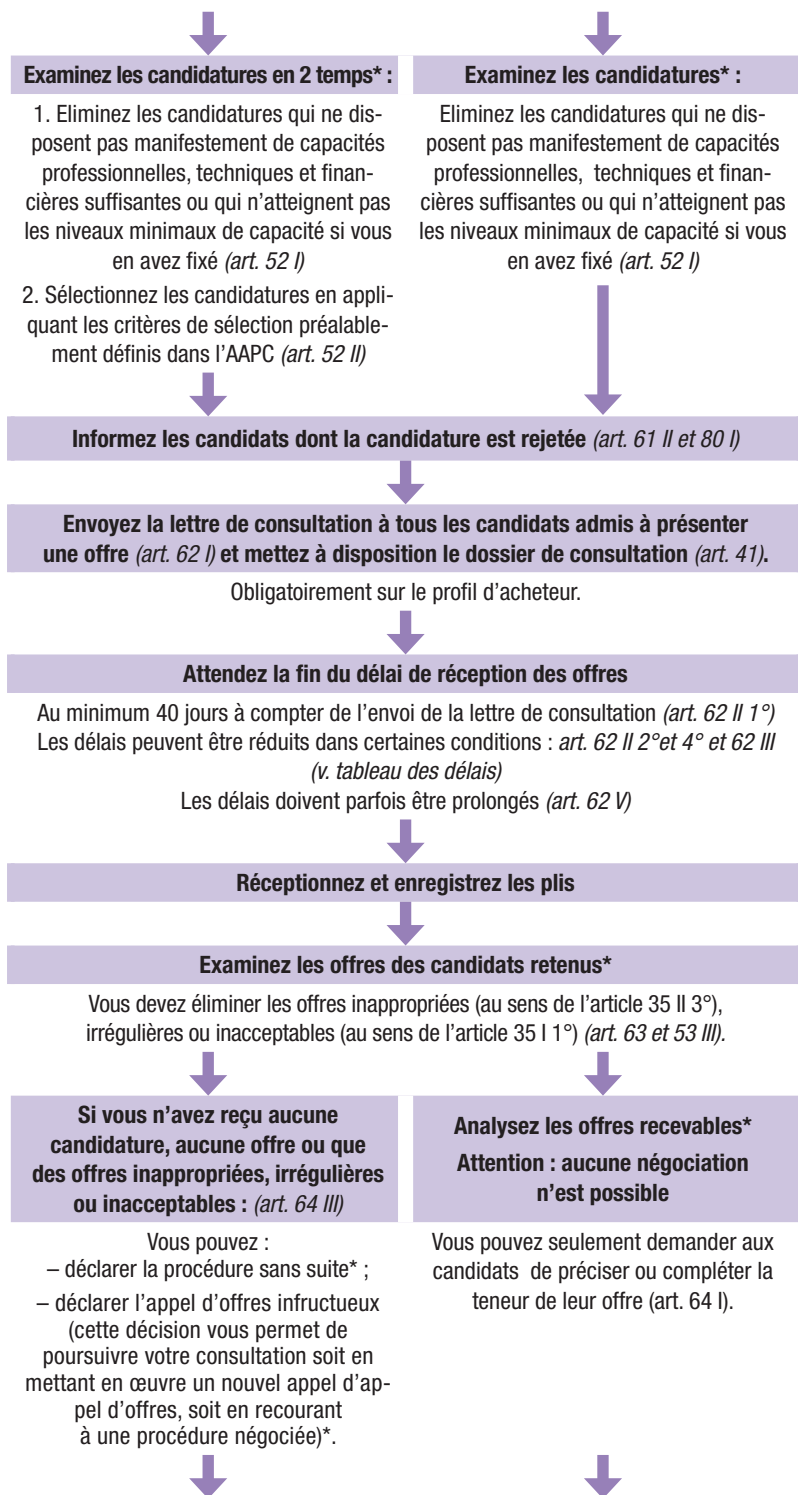 Examinez les candidatures en 2 temps* :
1. Eliminez les candidatures qui ne dis-
posent pas manifestement de capacités
professionnelles, techniques et finan-
cières suffisantes ou qui n’atteignent pas
les niveaux minimaux de capacité si vous
en avez fixé (art. 52 I)
2. Sélectionnez les candidatures en appli-
quant les critères de sélection préalable-
ment définis dans l’AAPC (art. 52 II)
Examinez les candidatures* :
Eliminez les candidatures qui ne dis-
posent pas manifestement de capacités
professionnelles, techniques et finan-
cières suffisantes ou qui n’atteignent pas
les niveaux minimaux de capacité si vous
en avez fixé (art. 52 I)
Informez les candidats dont la candidature est rejetée (art. 61 II et 80 I)
Envoyez la lettre de consultation à tous les candidats admis à présenter
une offre (art. 62 I) et mettez à disposition le dossier de consultation (art. 41).
Obligatoirement sur le profil d’acheteur.
Attendez la fin du délai de réception des offres
Au minimum 40 jours à compter de l’envoi de la lettre de consultation (art. 62 II 1°)
Les délais peuvent être réduits dans certaines conditions : art. 62 II 2°et 4° et 62 III
(v. tableau des délais)
Les délais doivent parfois être prolongés (art. 62 V)
Réceptionnez et enregistrez les plis
Examinez les offres des candidats retenus*
Vous devez éliminer les offres inappropriées (au sens de l’article 35 II 3°),
irrégulières ou inacceptables (au sens de l’article 35 I 1°) (art. 63 et 53 III).
Si vous n’avez reçu aucune
candidature, aucune offre ou que
des offres inappropriées, irrégulières
ou inacceptables : (art. 64 III)
Vous pouvez :
– déclarer la procédure sans suite* ;
– déclarer l’appel d’offres infructueux
(cette décision vous permet de
poursuivre votre consultation soit en
mettant en œuvre un nouvel appel d’ap-
pel d’offres, soit en recourant
à une procédure négociée)*.
Analysez les offres recevables*
Attention : aucune négociation
n’est possible
Vous pouvez seulement demander aux
candidats de préciser ou compléter la
teneur de leur offre (art. 64 I).